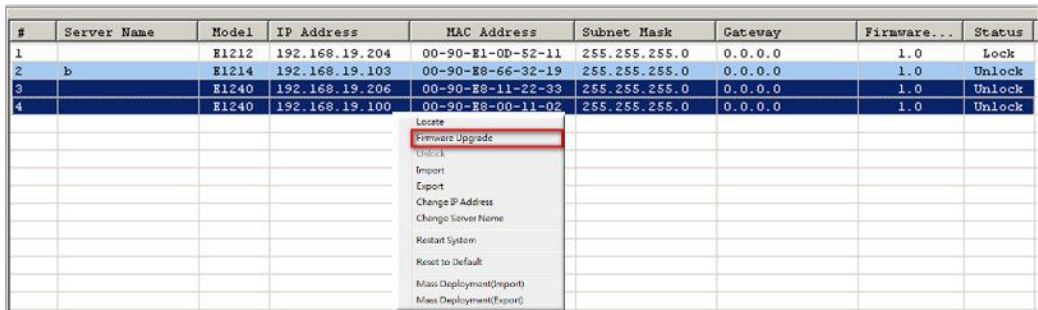 # Server Name Model IP Address MAC Address Subnet Mask Gateway Firmware... Status
1 E1212 192.168.19.204 00-90-E1-0D-52-11 255.255.255.0 0.0.0.0 1.0 Lock
2 b E1214 192.168.19.103 00-90-E8-66-32-19 255.255.255.0 0.0.0.0 1.0 Unlock
3 E1240 192.168.19.206 00-90-E8-11-22-33 255.255.255.0 0.0.0.0 1.0 Unlock
4 E1240 192.168.19.100 00-90-E8-00-11-02 255.255.255.0 0.0.0.0 1.0 Unlock
Locate
Firmware Upgrade
Unlock
Import
Export
Change IP Address
Change Server Name
Restart System
Reset to Default
Mass Deployment(Import)
Mass Deployment(Export)